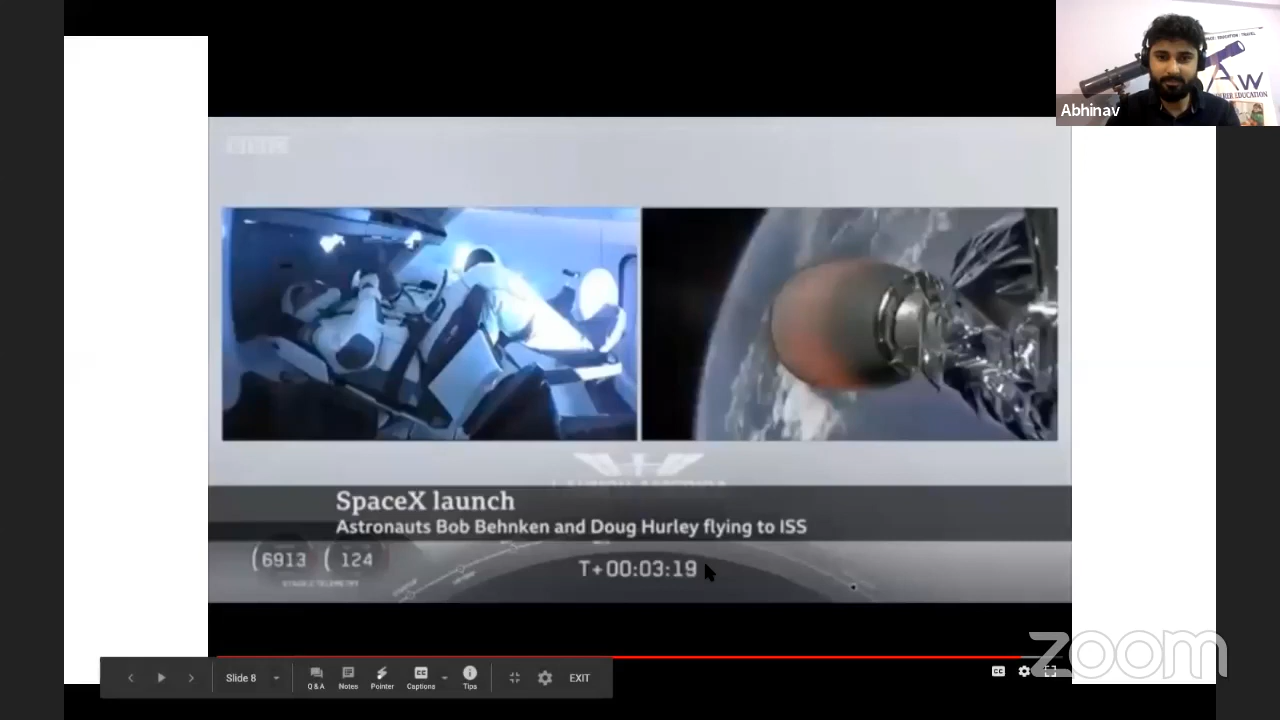 Abhinav
SpaceX launch
Astronauts Bob Behnken and Doug Hurley flying to ISS
6913
124
T+00:03:19
Slide 8
Q&A
Notes
Pointer
Captions
Tips
EXIT
CC
zoom